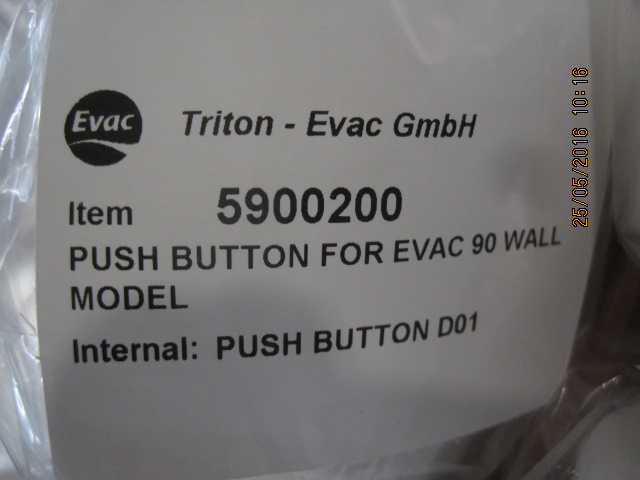 Evac
Triton - Evac GmbH
Item 5900200
PUSH BUTTON FOR EVAC 90 WALL
MODEL
Internal: PUSH BUTTON D01
25/05/2016 10:16